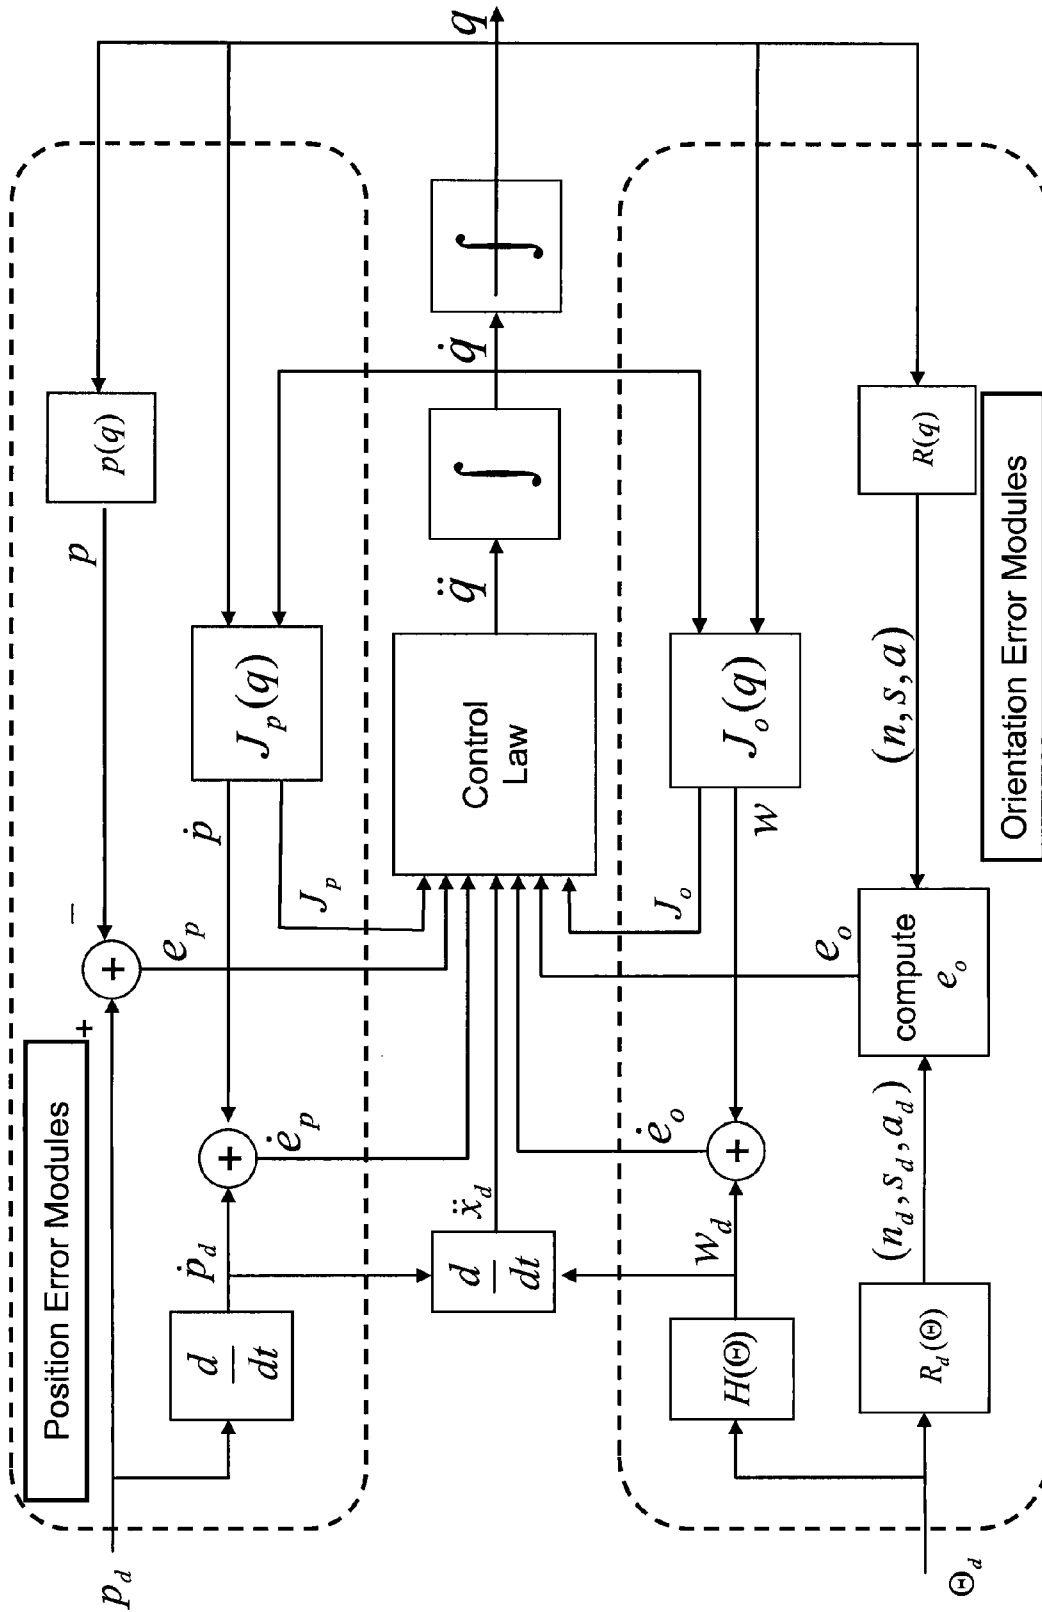 Position Error Modules
p_d
+
−
+
e_p
p
p(q)
q
d/dt
ṗ_d
+
ė_p
ṗ
J_p
J_p(q)
d/dt
ẍ_d
Control
Law
q̈
∫
q̇
∫
H(Θ)
w_d
+
ė_o
w
J_o
J_o(q)
Θ_d
R_d(Θ)
(n_d, s_d, a_d)
compute
e_o
e_o
(n, s, a)
R(q)
Orientation Error Modules